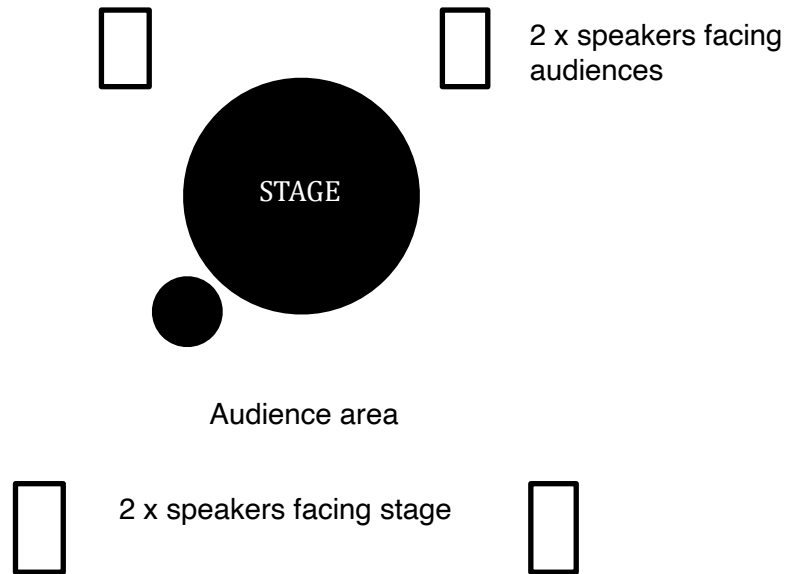 2 x speakers facing
audiences
STAGE
Audience area
2 x speakers facing stage